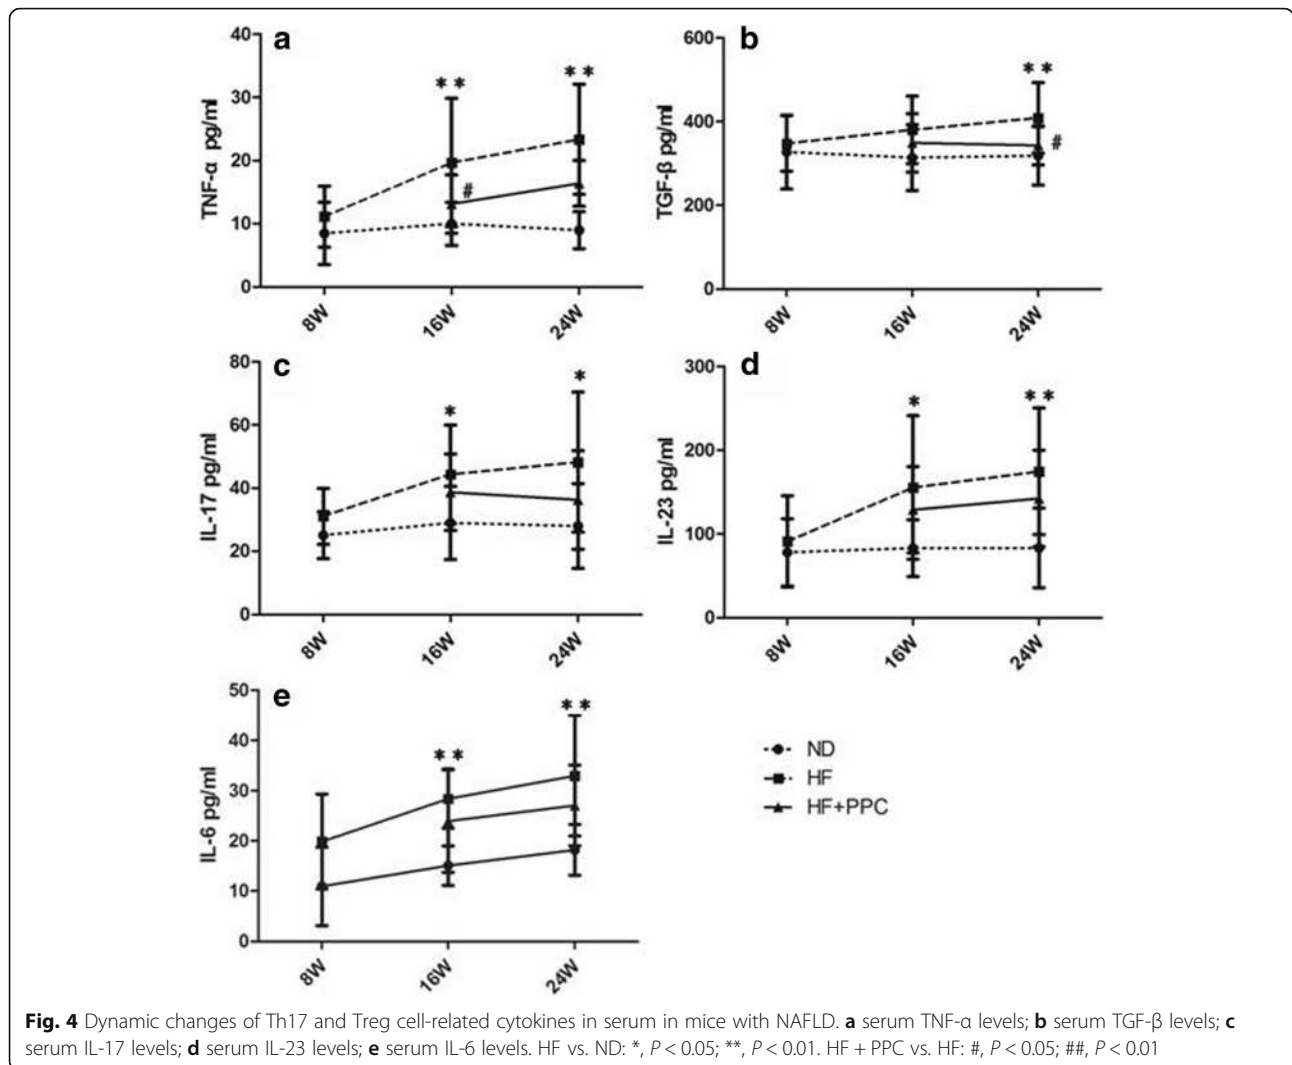 a
TNF-α pg/ml
40
30
20
10
0
**
**
#
8W
16W
24W
b
TGF-β pg/ml
600
400
200
0
**
#
8W
16W
24W
c
IL-17 pg/ml
80
60
40
20
0
*
*
8W
16W
24W
d
IL-23 pg/ml
300
200
100
0
*
**
8W
16W
24W
e
IL-6 pg/ml
50
40
30
20
10
0
**
**
8W
16W
24W
ND
HF
HF+PPC
Fig. 4 Dynamic changes of Th17 and Treg cell-related cytokines in serum in mice with NAFLD. a serum TNF-α levels; b serum TGF-β levels; c
serum IL-17 levels; d serum IL-23 levels; e serum IL-6 levels. HF vs. ND: *, P < 0.05; **, P < 0.01. HF + PPC vs. HF: #, P < 0.05; ##, P < 0.01